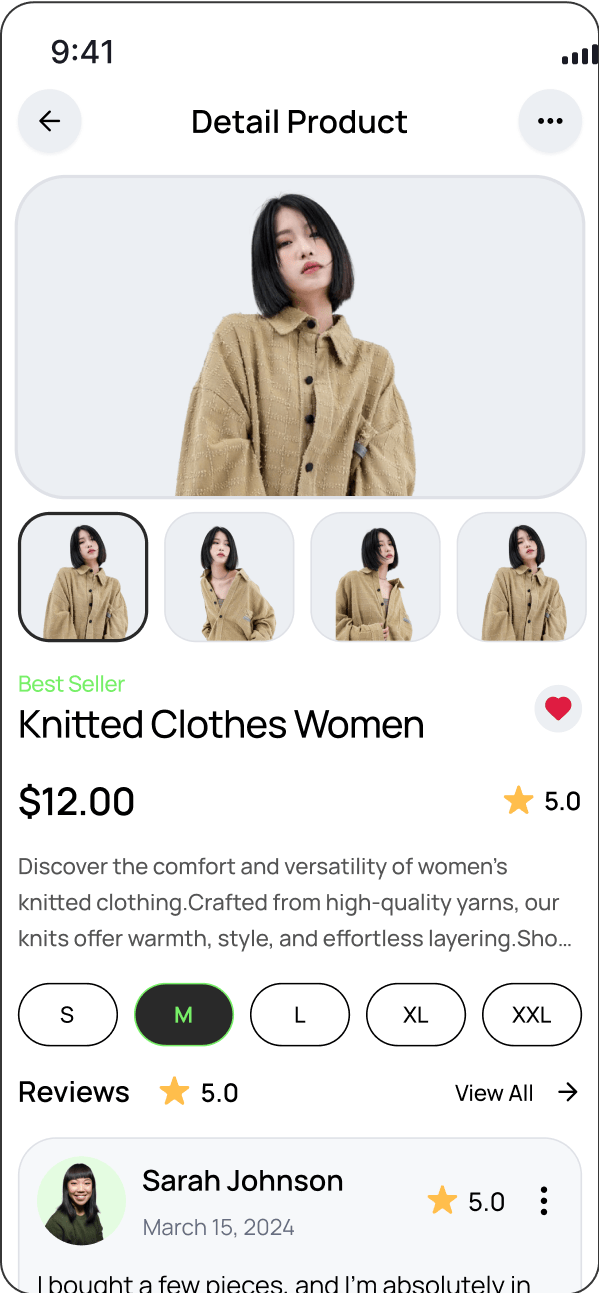 9:41
Detail Product
Best Seller
Knitted Clothes Women
$12.00
5.0
Discover the comfort and versatility of women's
knitted clothing.Crafted from high-quality yarns, our
knits offer warmth, style, and effortless layering.Sho...
S M L XL XXL
Reviews 5.0 View All
Sarah Johnson
5.0
March 15, 2024
I bought a few pieces, and I'm absolutely in